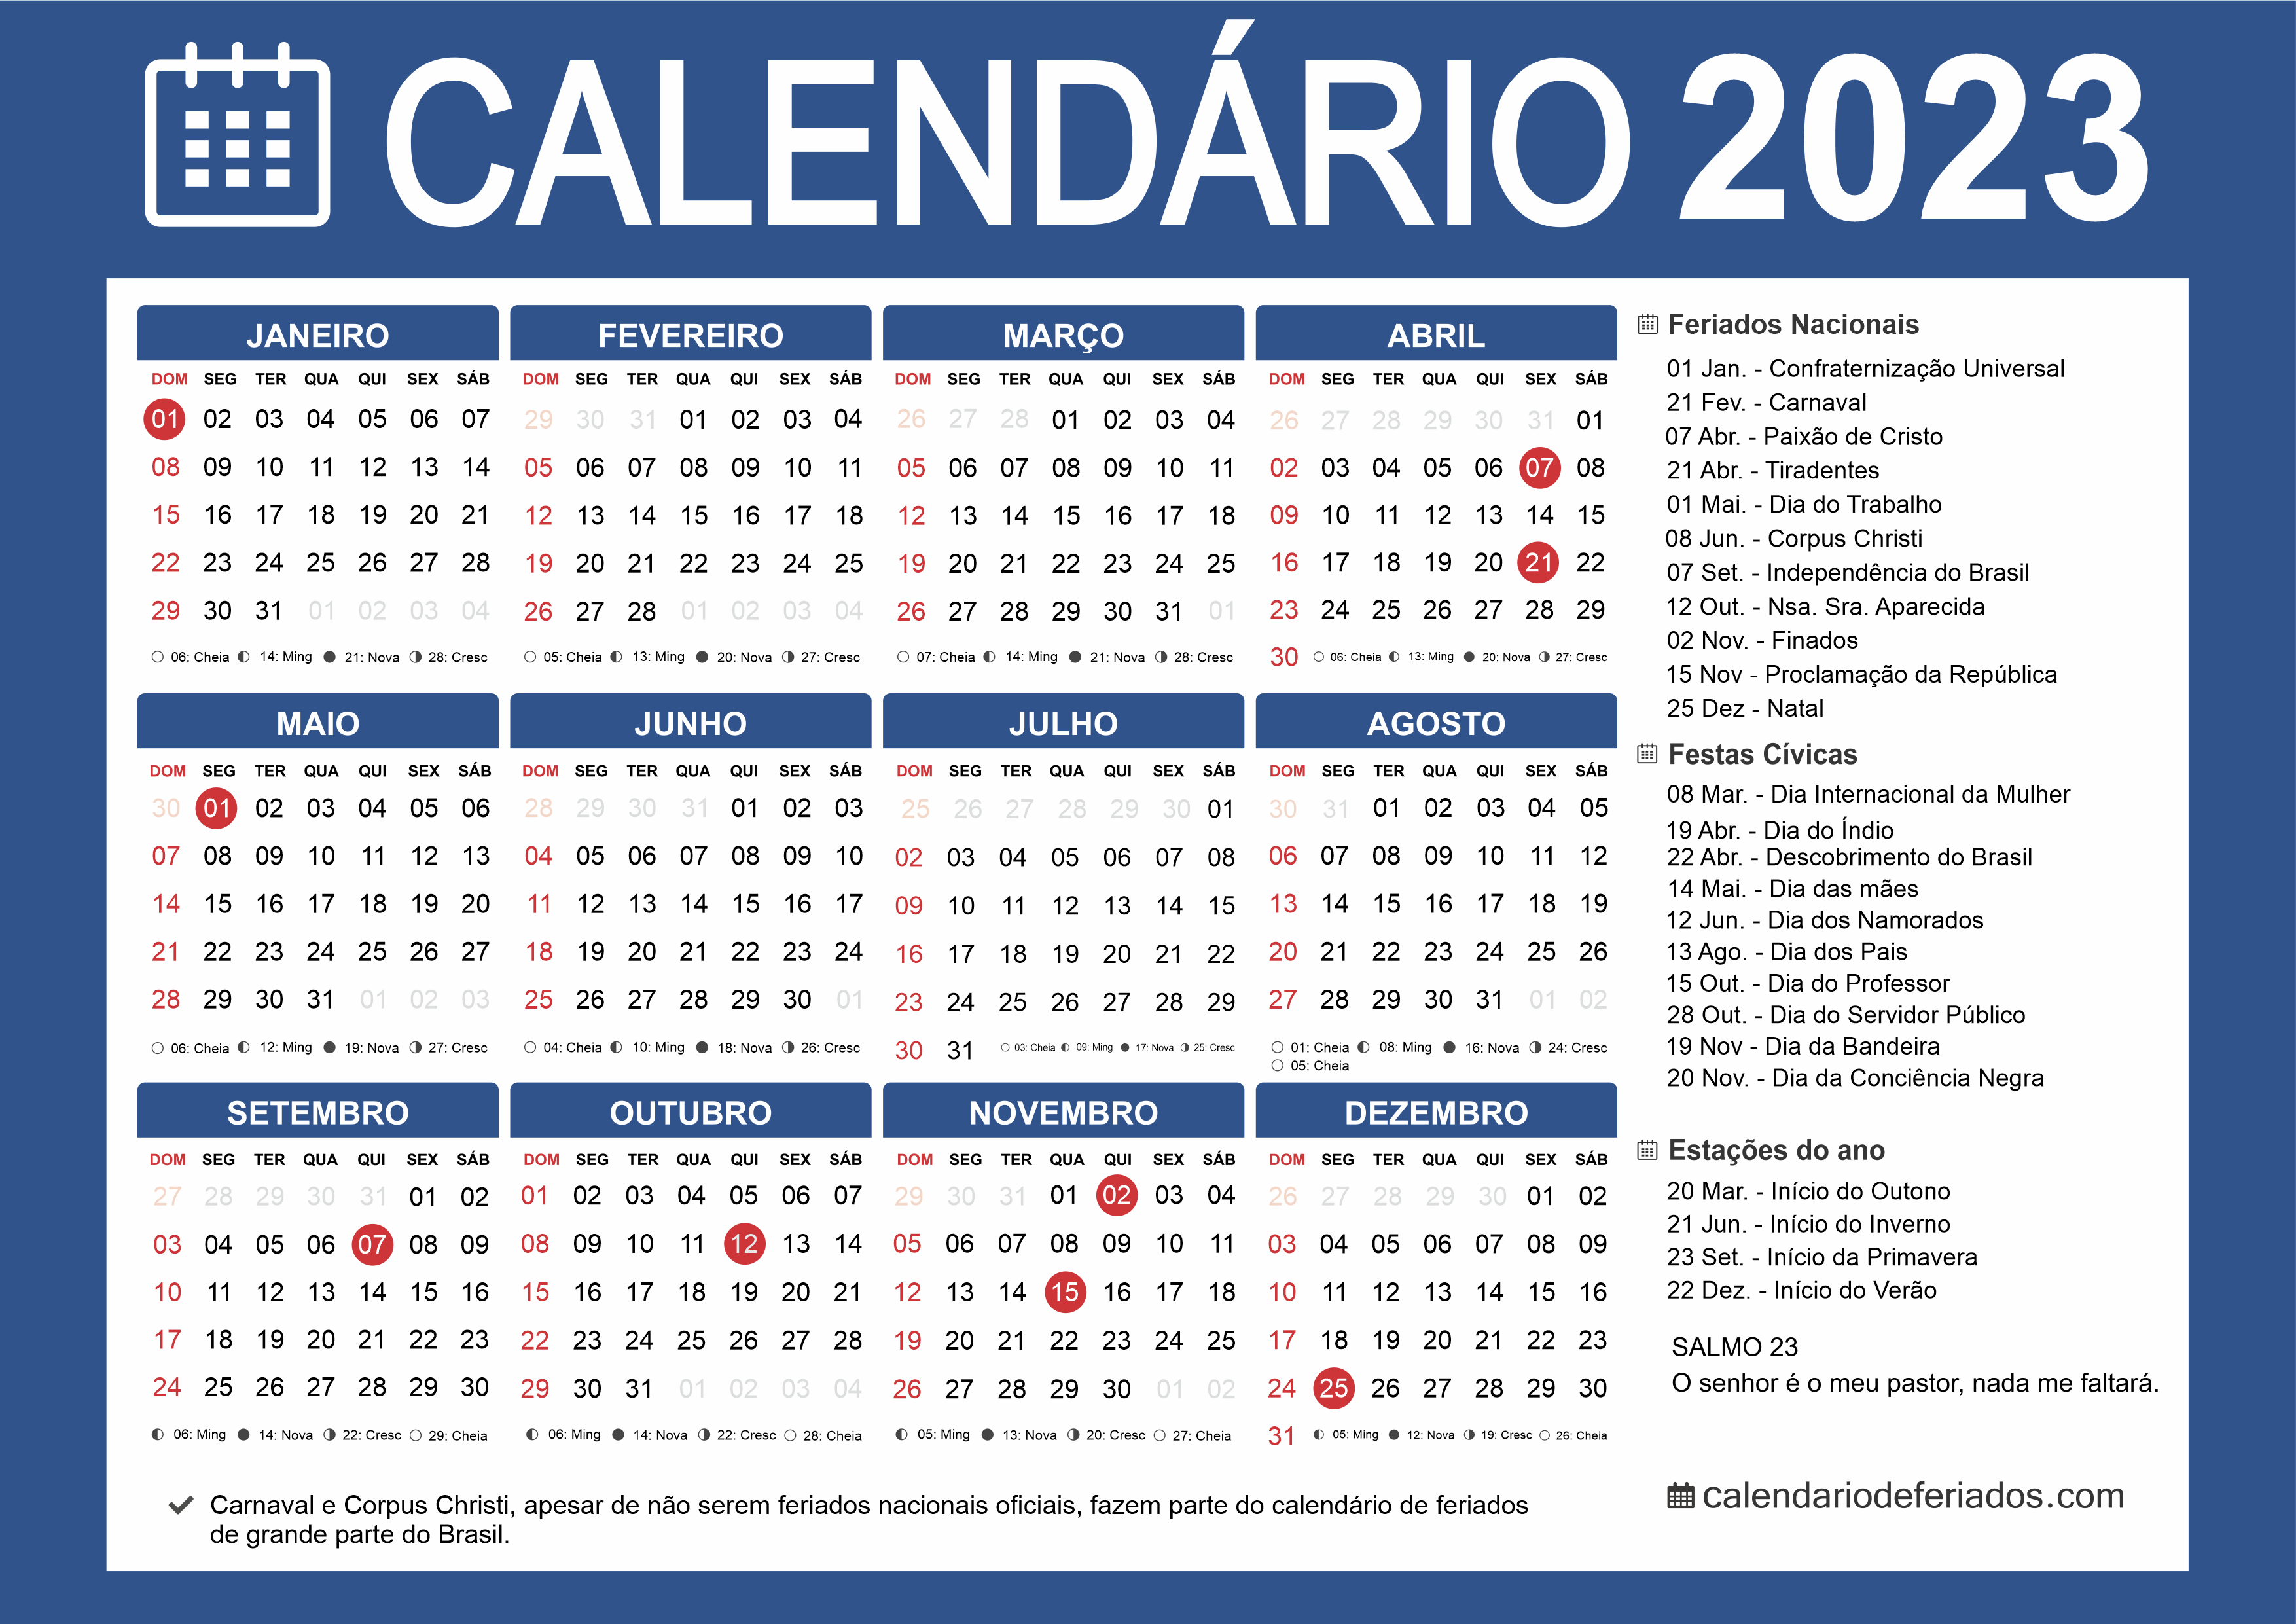 CALENDÁRIO 2023
JANEIRO
DOM SEG TER QUA QUI SEX SÁB
01 02 03 04 05 06 07
08 09 10 11 12 13 14
15 16 17 18 19 20 21
22 23 24 25 26 27 28
29 30 31 01 02 03 04
06: Cheia 14: Ming 21: Nova 28: Cresc
FEVEREIRO
DOM SEG TER QUA QUI SEX SÁB
29 30 31 01 02 03 04
05 06 07 08 09 10 11
12 13 14 15 16 17 18
19 20 21 22 23 24 25
26 27 28 01 02 03 04
05: Cheia 13: Ming 20: Nova 27: Cresc
MARÇO
DOM SEG TER QUA QUI SEX SÁB
26 27 28 01 02 03 04
05 06 07 08 09 10 11
12 13 14 15 16 17 18
19 20 21 22 23 24 25
26 27 28 29 30 31 01
07: Cheia 14: Ming 21: Nova 28: Cresc
ABRIL
DOM SEG TER QUA QUI SEX SÁB
26 27 28 29 30 31 01
02 03 04 05 06 07 08
09 10 11 12 13 14 15
16 17 18 19 20 21 22
23 24 25 26 27 28 29
30 06: Cheia 13: Ming 20: Nova 27: Cresc
MAIO
DOM SEG TER QUA QUI SEX SÁB
30 01 02 03 04 05 06
07 08 09 10 11 12 13
14 15 16 17 18 19 20
21 22 23 24 25 26 27
28 29 30 31 01 02 03
06: Cheia 12: Ming 19: Nova 27: Cresc
JUNHO
DOM SEG TER QUA QUI SEX SÁB
28 29 30 31 01 02 03
04 05 06 07 08 09 10
11 12 13 14 15 16 17
18 19 20 21 22 23 24
25 26 27 28 29 30 01
04: Cheia 10: Ming 18: Nova 26: Cresc
JULHO
DOM SEG TER QUA QUI SEX SÁB
25 26 27 28 29 30 01
02 03 04 05 06 07 08
09 10 11 12 13 14 15
16 17 18 19 20 21 22
23 24 25 26 27 28 29
30 31 03: Cheia 09: Ming 17: Nova 25: Cresc
AGOSTO
DOM SEG TER QUA QUI SEX SÁB
30 31 01 02 03 04 05
06 07 08 09 10 11 12
13 14 15 16 17 18 19
20 21 22 23 24 25 26
27 28 29 30 31 01 02
01: Cheia 08: Ming 16: Nova 24: Cresc
05: Cheia
SETEMBRO
DOM SEG TER QUA QUI SEX SÁB
27 28 29 30 31 01 02
03 04 05 06 07 08 09
10 11 12 13 14 15 16
17 18 19 20 21 22 23
24 25 26 27 28 29 30
06: Ming 14: Nova 22: Cresc 29: Cheia
OUTUBRO
DOM SEG TER QUA QUI SEX SÁB
01 02 03 04 05 06 07
08 09 10 11 12 13 14
15 16 17 18 19 20 21
22 23 24 25 26 27 28
29 30 31 01 02 03 04
06: Ming 14: Nova 22: Cresc 28: Cheia
NOVEMBRO
DOM SEG TER QUA QUI SEX SÁB
29 30 31 01 02 03 04
05 06 07 08 09 10 11
12 13 14 15 16 17 18
19 20 21 22 23 24 25
26 27 28 29 30 01 02
05: Ming 13: Nova 20: Cresc 27: Cheia
DEZEMBRO
DOM SEG TER QUA QUI SEX SÁB
26 27 28 29 30 01 02
03 04 05 06 07 08 09
10 11 12 13 14 15 16
17 18 19 20 21 22 23
24 25 26 27 28 29 30
31 05: Ming 12: Nova 19: Cresc 26: Cheia
Feriados Nacionais
01 Jan. - Confraternização Universal
21 Fev. - Carnaval
07 Abr. - Paixão de Cristo
21 Abr. - Tiradentes
01 Mai. - Dia do Trabalho
08 Jun. - Corpus Christi
07 Set. - Independência do Brasil
12 Out. - Nsa. Sra. Aparecida
02 Nov. - Finados
15 Nov - Proclamação da República
25 Dez - Natal
Festas Cívicas
08 Mar. - Dia Internacional da Mulher
19 Abr. - Dia do Índio
22 Abr. - Descobrimento do Brasil
14 Mai. - Dia das mães
12 Jun. - Dia dos Namorados
13 Ago. - Dia dos Pais
15 Out. - Dia do Professor
28 Out. - Dia do Servidor Público
19 Nov - Dia da Bandeira
20 Nov. - Dia da Conciência Negra
Estações do ano
20 Mar. - Início do Outono
21 Jun. - Início do Inverno
23 Set. - Início da Primavera
22 Dez. - Início do Verão
SALMO 23
O senhor é o meu pastor, nada me faltará.
Carnaval e Corpus Christi, apesar de não serem feriados nacionais oficiais, fazem parte do calendário de feriados
de grande parte do Brasil.
calendariodeferiados.com